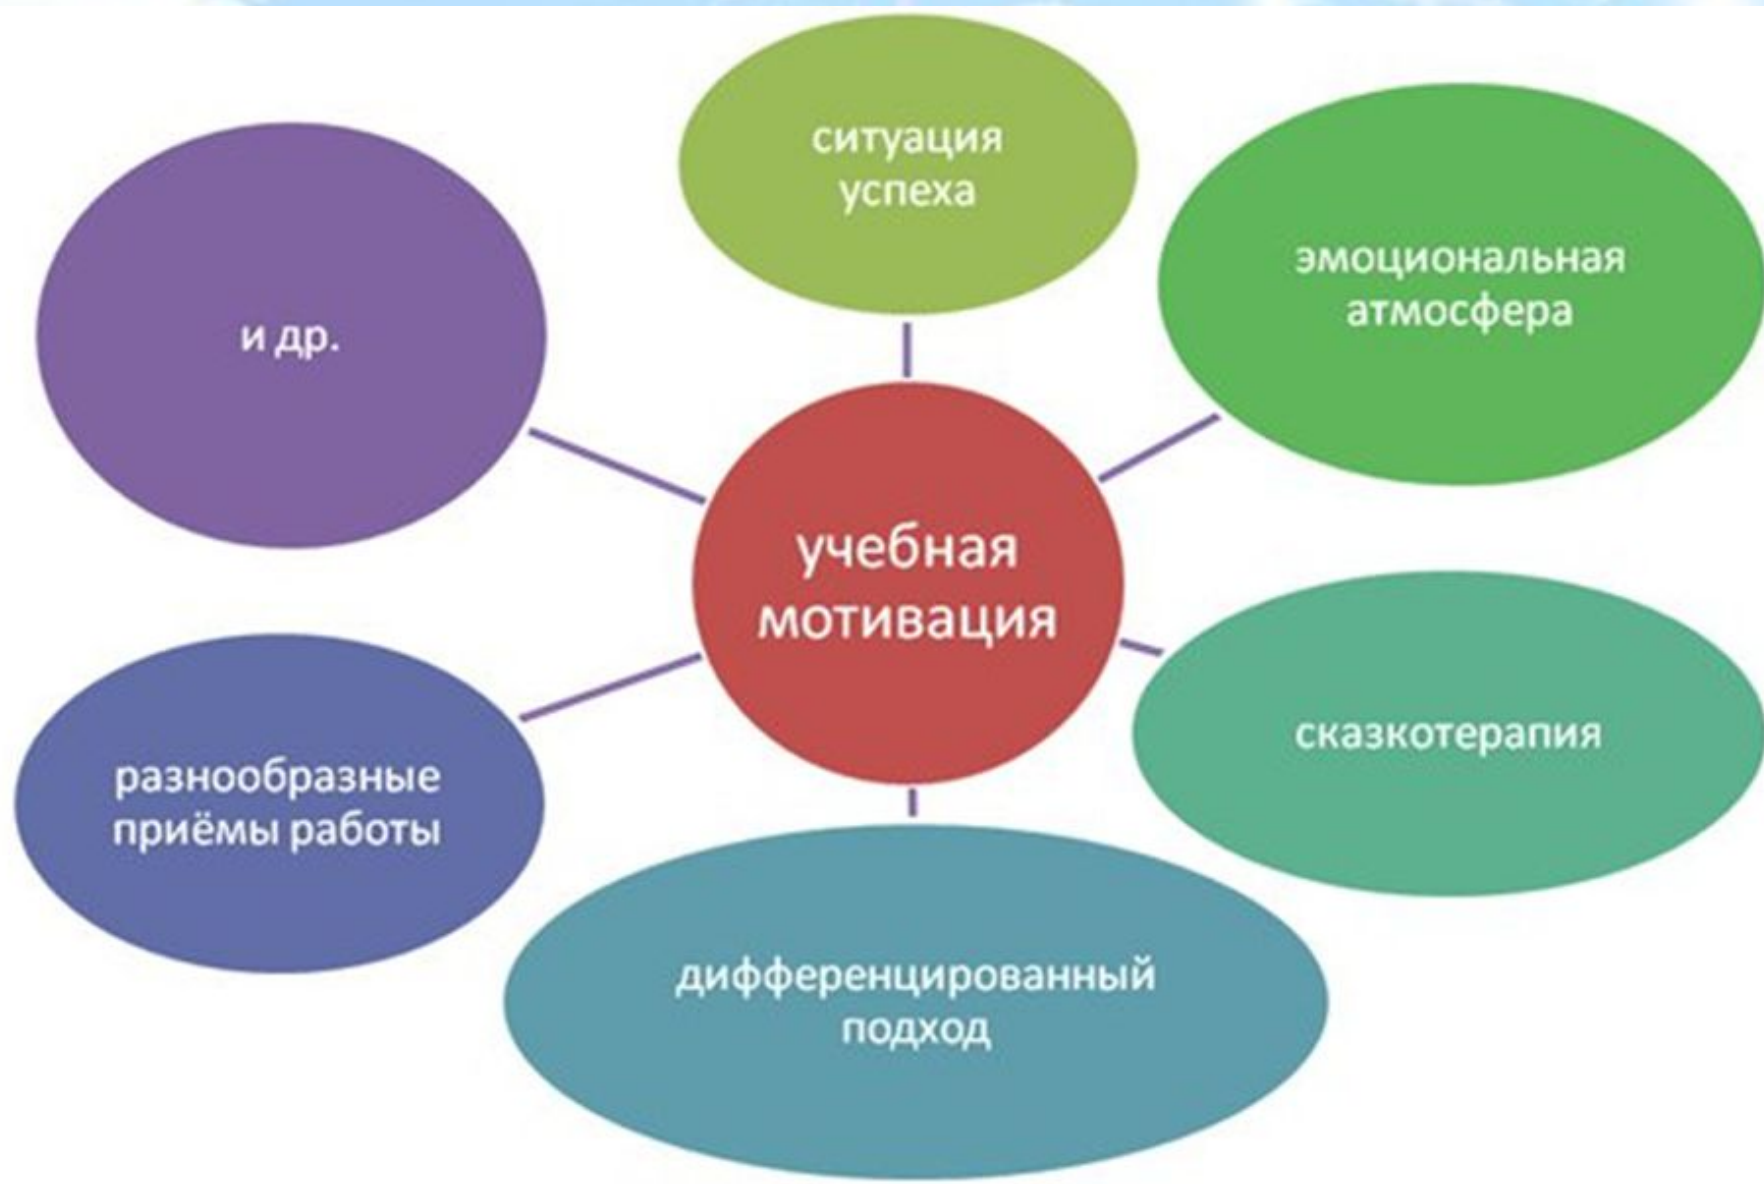 ситуация
успеха
эмоциональная
атмосфера
и др.
учебная
мотивация
сказкотерапия
разнообразные
приёмы работы
дифференцированный
подход